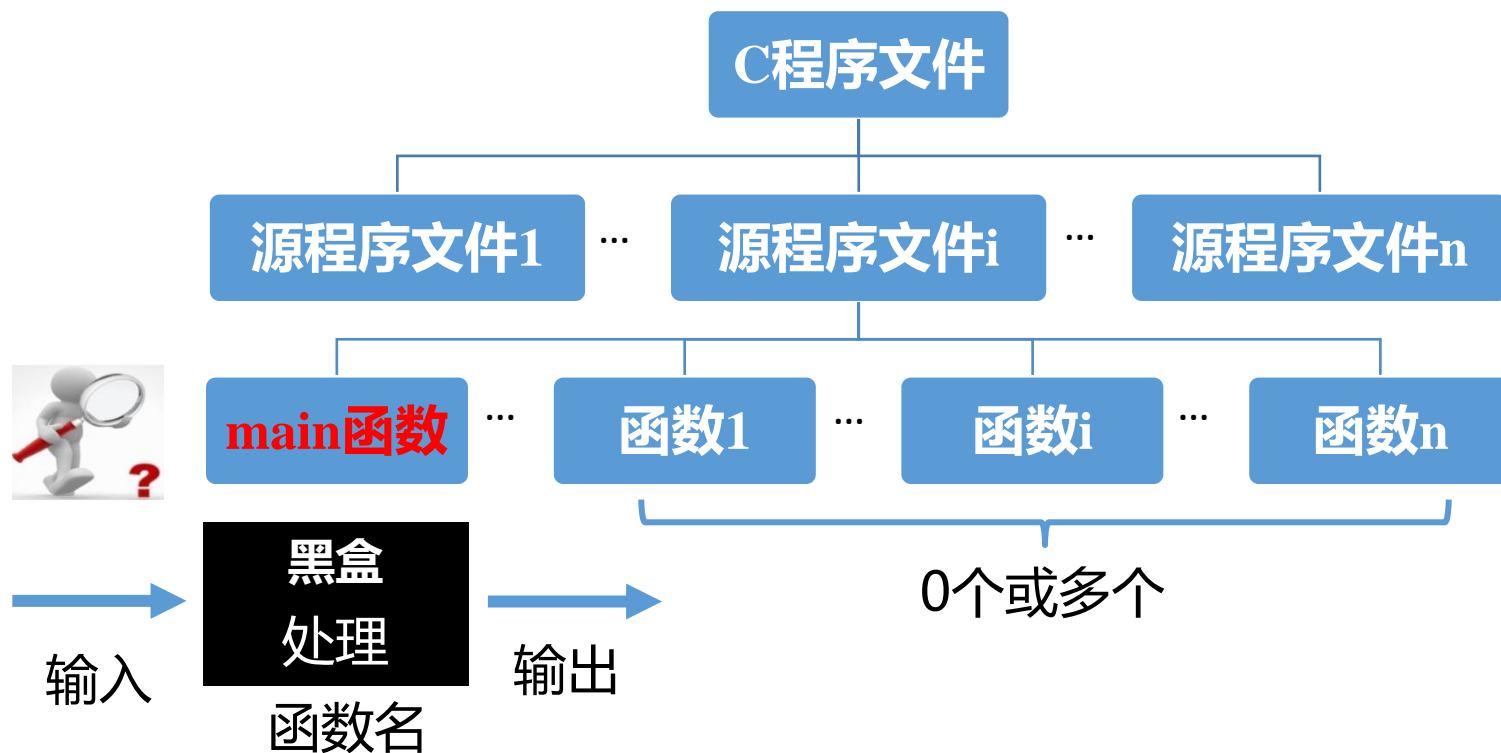 C程序文件
源程序文件1
...
源程序文件i
...
源程序文件n
main函数
...
函数1
...
函数i
...
函数n
?
黑盒
处理
输入
输出
函数名
0个或多个